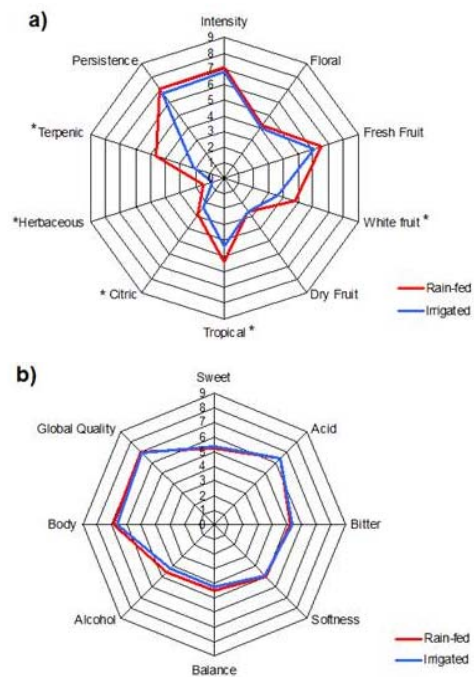 a)
Intensity
9
8
7
6
5
4
3
2
1
0
Persistence
Floral
*Terpenic
Fresh Fruit
*Herbaceous
White fruit *
* Citric
Dry Fruit
Tropical *
Rain-fed
Irrigated
b)
Sweet
9
8
7
6
5
4
3
2
1
0
Global Quality
Acid
Body
Bitter
Alcohol
Softness
Balance
Rain-fed
Irrigated